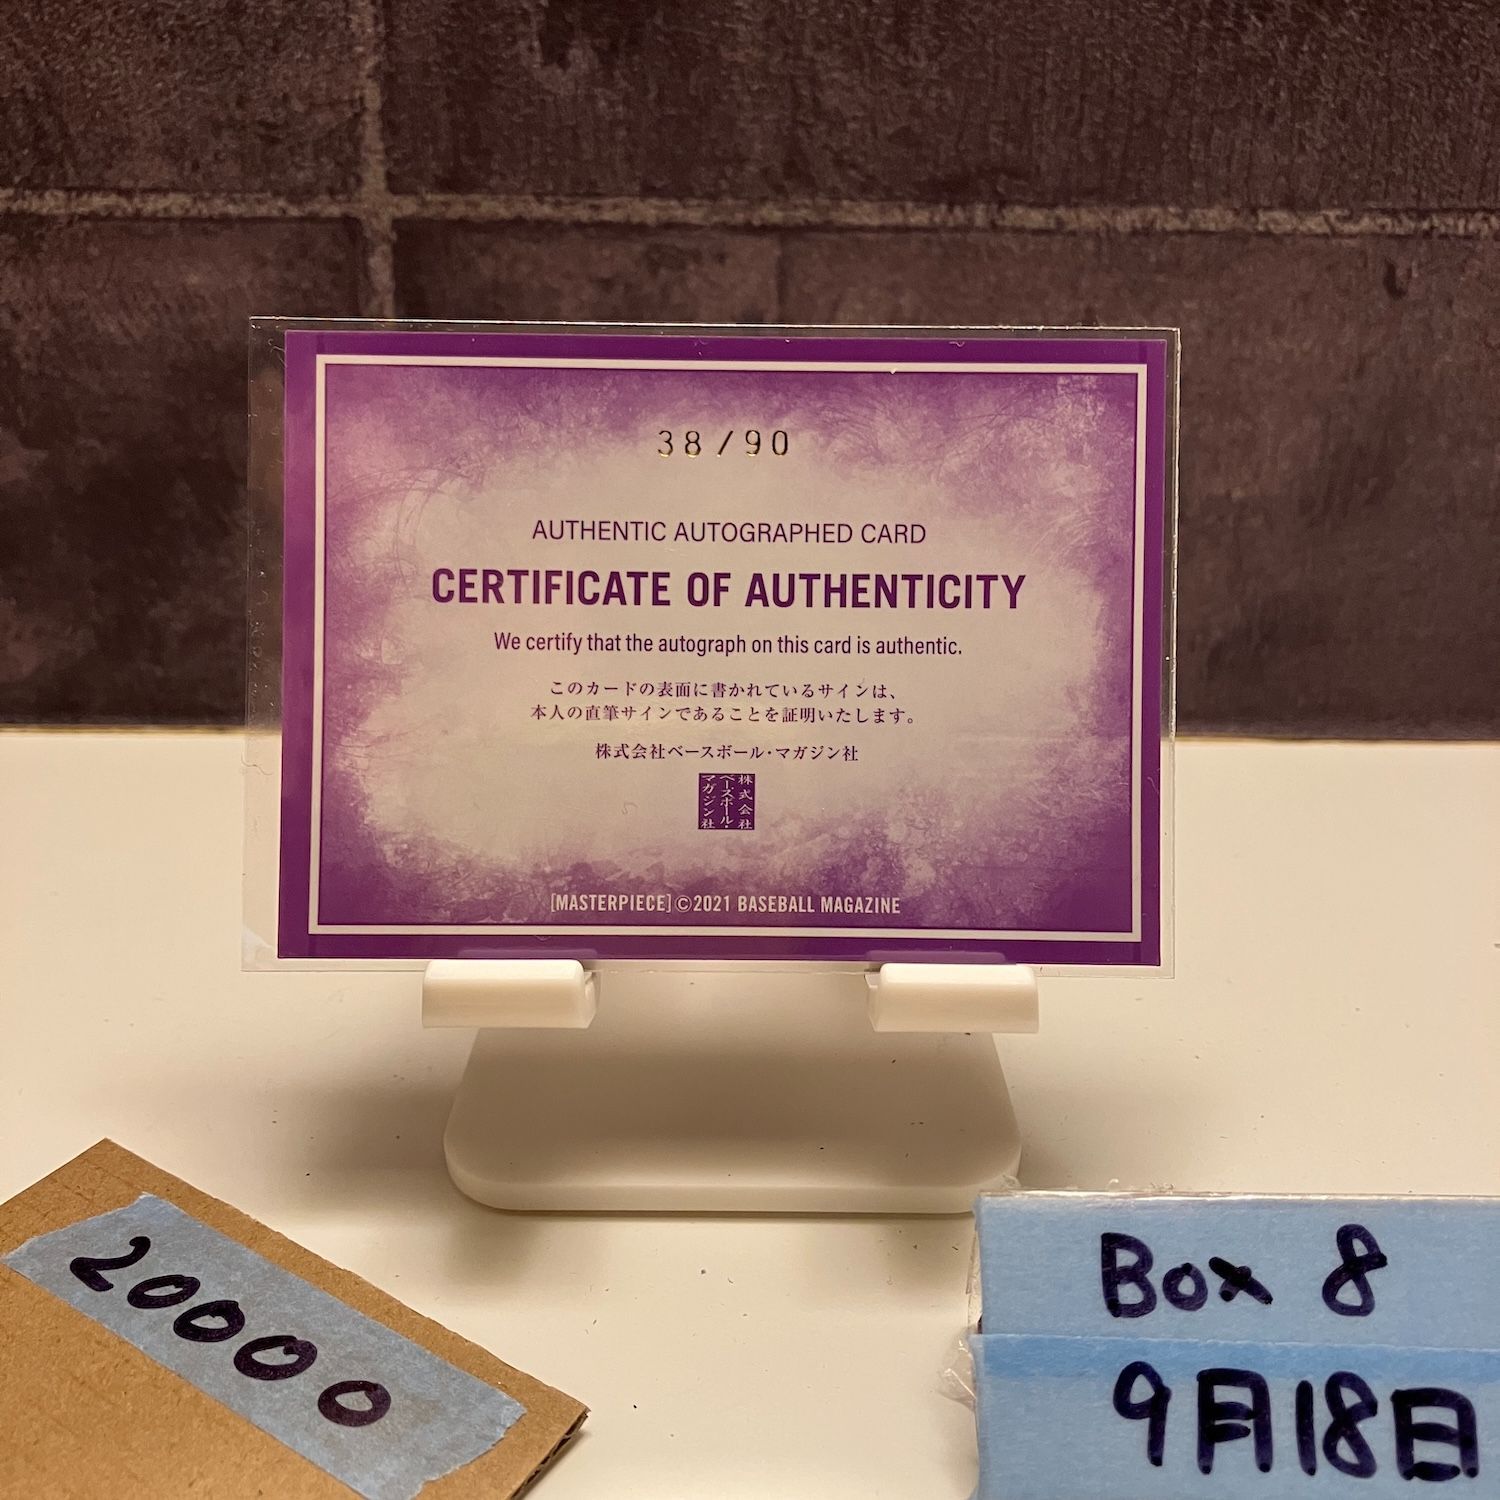 38/90
AUTHENTIC AUTOGRAPHED CARD
CERTIFICATE OF AUTHENTICITY
We certify that the autograph on this card is authentic.
このカードの表面に書かれているサインは、
本人の直筆サインであることを証明いたします。
株式会社ベースボール・マガジン社
株式会社
ベースボール・
マガジン社
[MASTERPIECE]©2021 BASEBALL MAGAZINE
20000
Box 8
9月18日